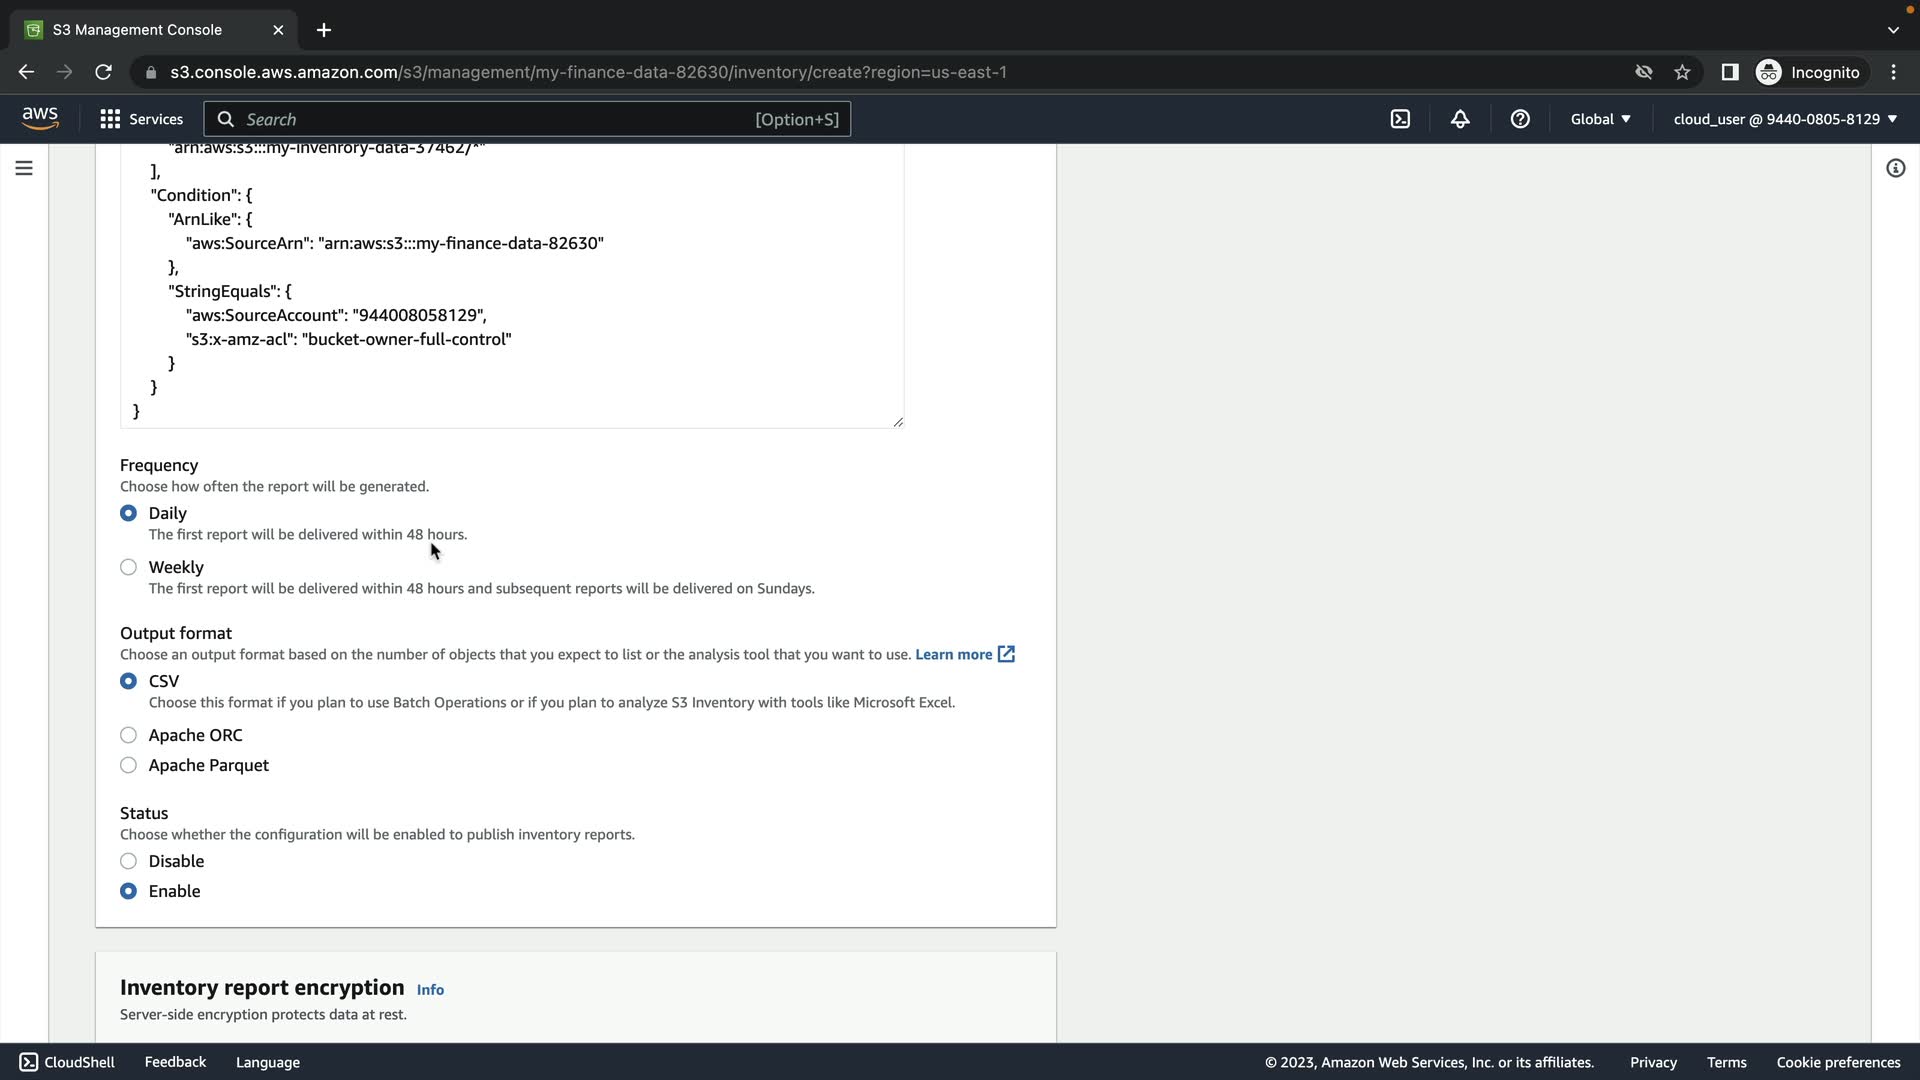 S3 Management Console
s3.console.aws.amazon.com/s3/management/my-finance-data-82630/inventory/create?region=us-east-1
Incognito
aws
Services
Search
[Option+S]
Global
cloud_user @ 9440-0805-8129
"arn:aws:s3:::my-invenrory-data-37462/*"
],
"Condition": {
"ArnLike": {
"aws:SourceArn": "arn:aws:s3:::my-finance-data-82630"
},
"StringEquals": {
"aws:SourceAccount": "944008058129",
"s3:x-amz-acl": "bucket-owner-full-control"
}
}
}
Frequency
Choose how often the report will be generated.
Daily
The first report will be delivered within 48 hours.
Weekly
The first report will be delivered within 48 hours and subsequent reports will be delivered on Sundays.
Output format
Choose an output format based on the number of objects that you expect to list or the analysis tool that you want to use. Learn more
CSV
Choose this format if you plan to use Batch Operations or if you plan to analyze S3 Inventory with tools like Microsoft Excel.
Apache ORC
Apache Parquet
Status
Choose whether the configuration will be enabled to publish inventory reports.
Disable
Enable
Inventory report encryption Info
Server-side encryption protects data at rest.
CloudShell
Feedback
Language
© 2023, Amazon Web Services, Inc. or its affiliates.
Privacy
Terms
Cookie preferences